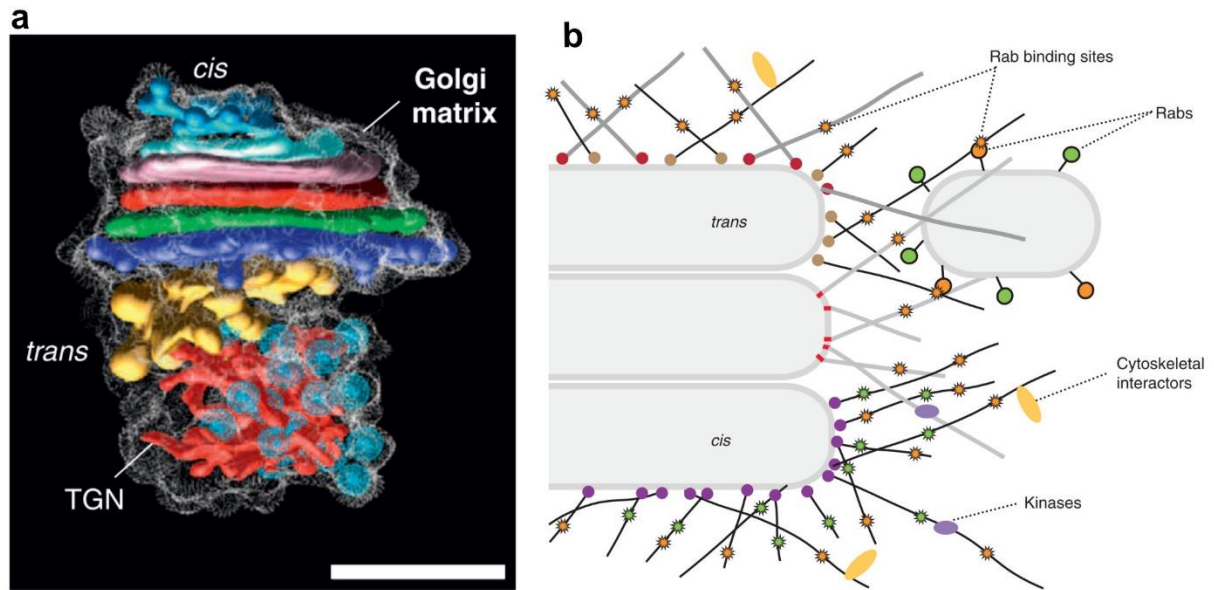 a
cis
Golgi
matrix
trans
TGN
b
Rab binding sites
Rabs
trans
Cytoskeletal
interactors
cis
Kinases